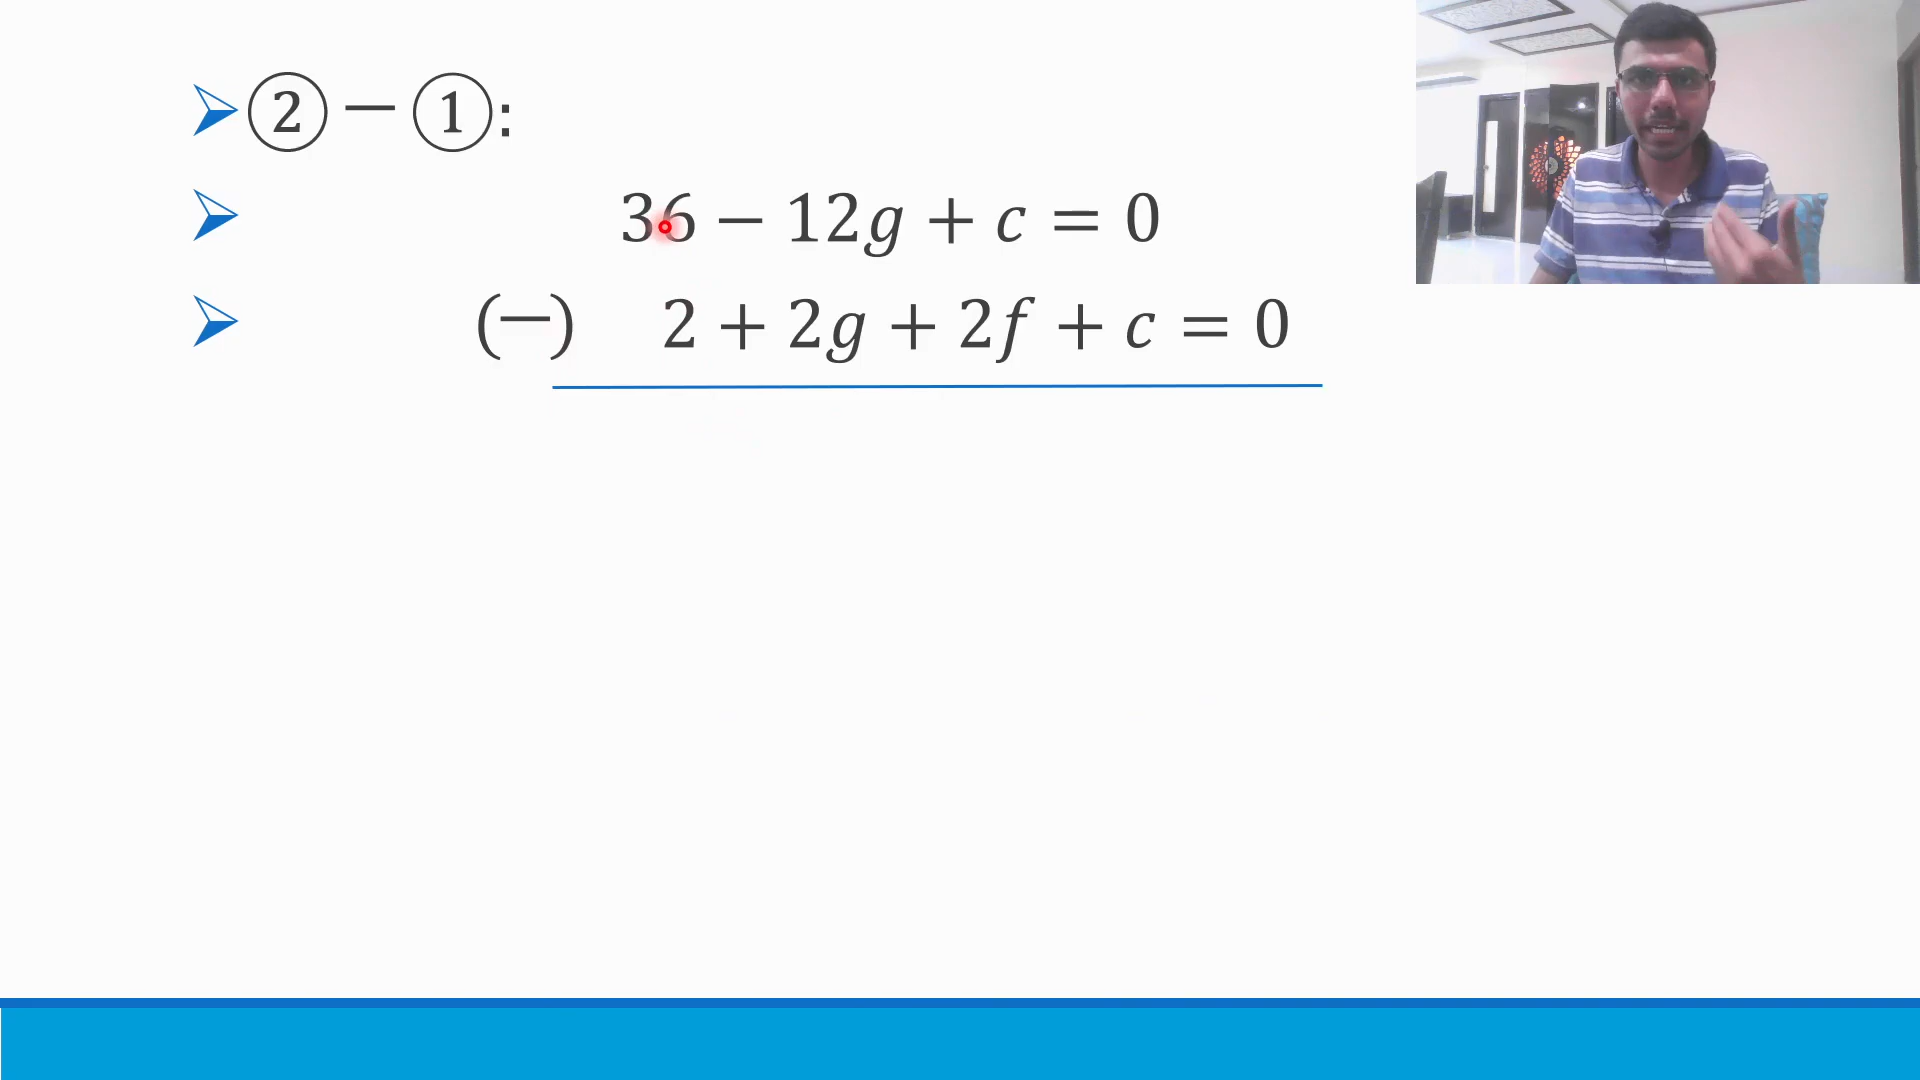 ② − ①:
36 − 12𝑔 + 𝑐 = 0
(−) 2 + 2𝑔 + 2𝑓 + 𝑐 = 0